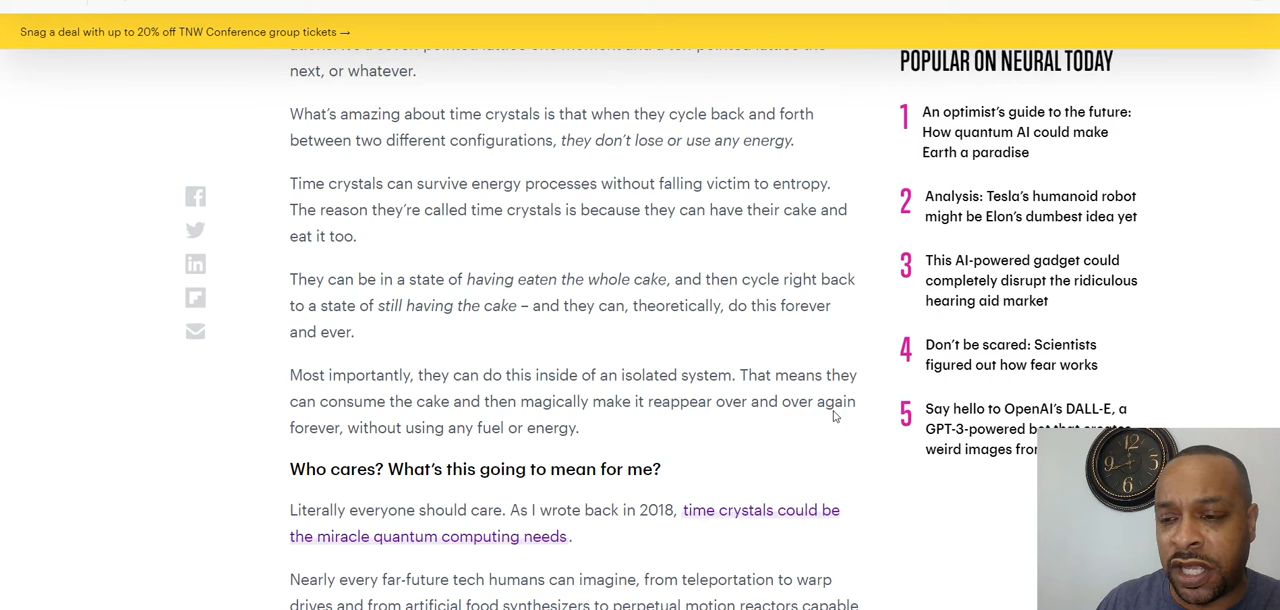 Snag a deal with up to 20% off TNW Conference group tickets →
next, or whatever.
What's amazing about time crystals is that when they cycle back and forth
between two different configurations, they don't lose or use any energy.
Time crystals can survive energy processes without falling victim to entropy.
The reason they're called time crystals is because they can have their cake and
eat it too.
They can be in a state of having eaten the whole cake, and then cycle right back
to a state of still having the cake – and they can, theoretically, do this forever
and ever.
Most importantly, they can do this inside of an isolated system. That means they
can consume the cake and then magically make it reappear over and over again
forever, without using any fuel or energy.
Who cares? What's this going to mean for me?
Literally everyone should care. As I wrote back in 2018, time crystals could be
the miracle quantum computing needs.
Nearly every far-future tech humans can imagine, from teleportation to warp
drives and from artificial food synthesizers to perpetual motion reactors capable
POPULAR ON NEURAL TODAY
1 An optimist's guide to the future:
How quantum AI could make
Earth a paradise
2 Analysis: Tesla's humanoid robot
might be Elon's dumbest idea yet
3 This AI-powered gadget could
completely disrupt the ridiculous
hearing aid market
4 Don't be scared: Scientists
figured out how fear works
5 Say hello to OpenAI's DALL-E, a
GPT-3-powered
weird images
12
3
6
9